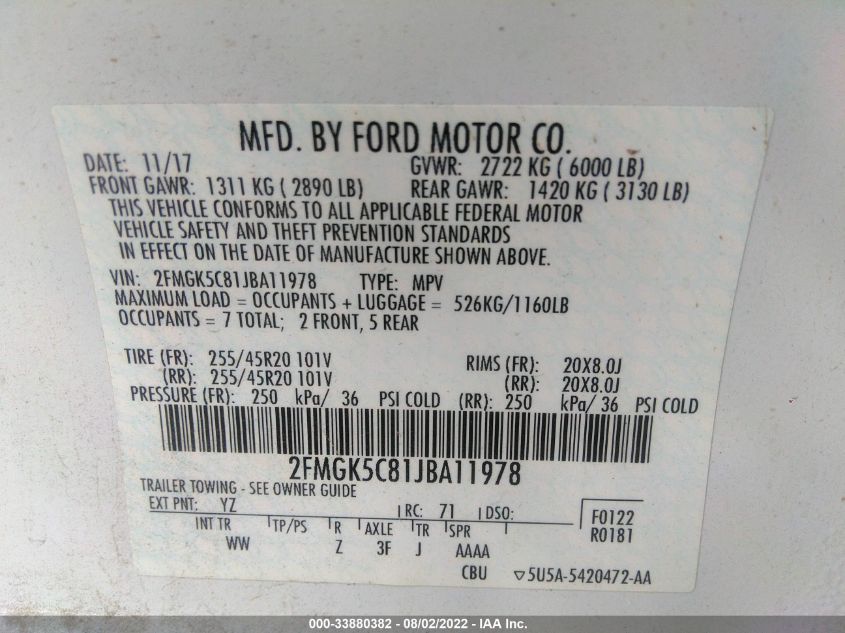 MFD. BY FORD MOTOR CO.
DATE: 11/17 GVWR: 2722 KG ( 6000 LB)
FRONT GAWR: 1311 KG ( 2890 LB) REAR GAWR: 1420 KG ( 3130 LB)
THIS VEHICLE CONFORMS TO ALL APPLICABLE FEDERAL MOTOR
VEHICLE SAFETY AND THEFT PREVENTION STANDARDS
IN EFFECT ON THE DATE OF MANUFACTURE SHOWN ABOVE.
VIN: 2FMGK5C81JBA11978 TYPE: MPV
MAXIMUM LOAD = OCCUPANTS + LUGGAGE = 526KG/1160LB
OCCUPANTS = 7 TOTAL; 2 FRONT, 5 REAR
TIRE (FR): 255/45R20 101V RIMS (FR): 20X8.0J
(RR): 255/45R20 101V (RR): 20X8.0J
PRESSURE (FR): 250 kPa/ 36 PSI COLD (RR): 250 kPa/ 36 PSI COLD
2FMGK5C81JBA11978
TRAILER TOWING - SEE OWNER GUIDE
EXT PNT: YZ RC: 71 DSO: F0122
INT TR TP/PS R AXLE TR SPR R0181
WW Z 3F J AAAA
CBU ▽5U5A-5420472-AA
000-33880382 - 08/02/2022 - IAA Inc.